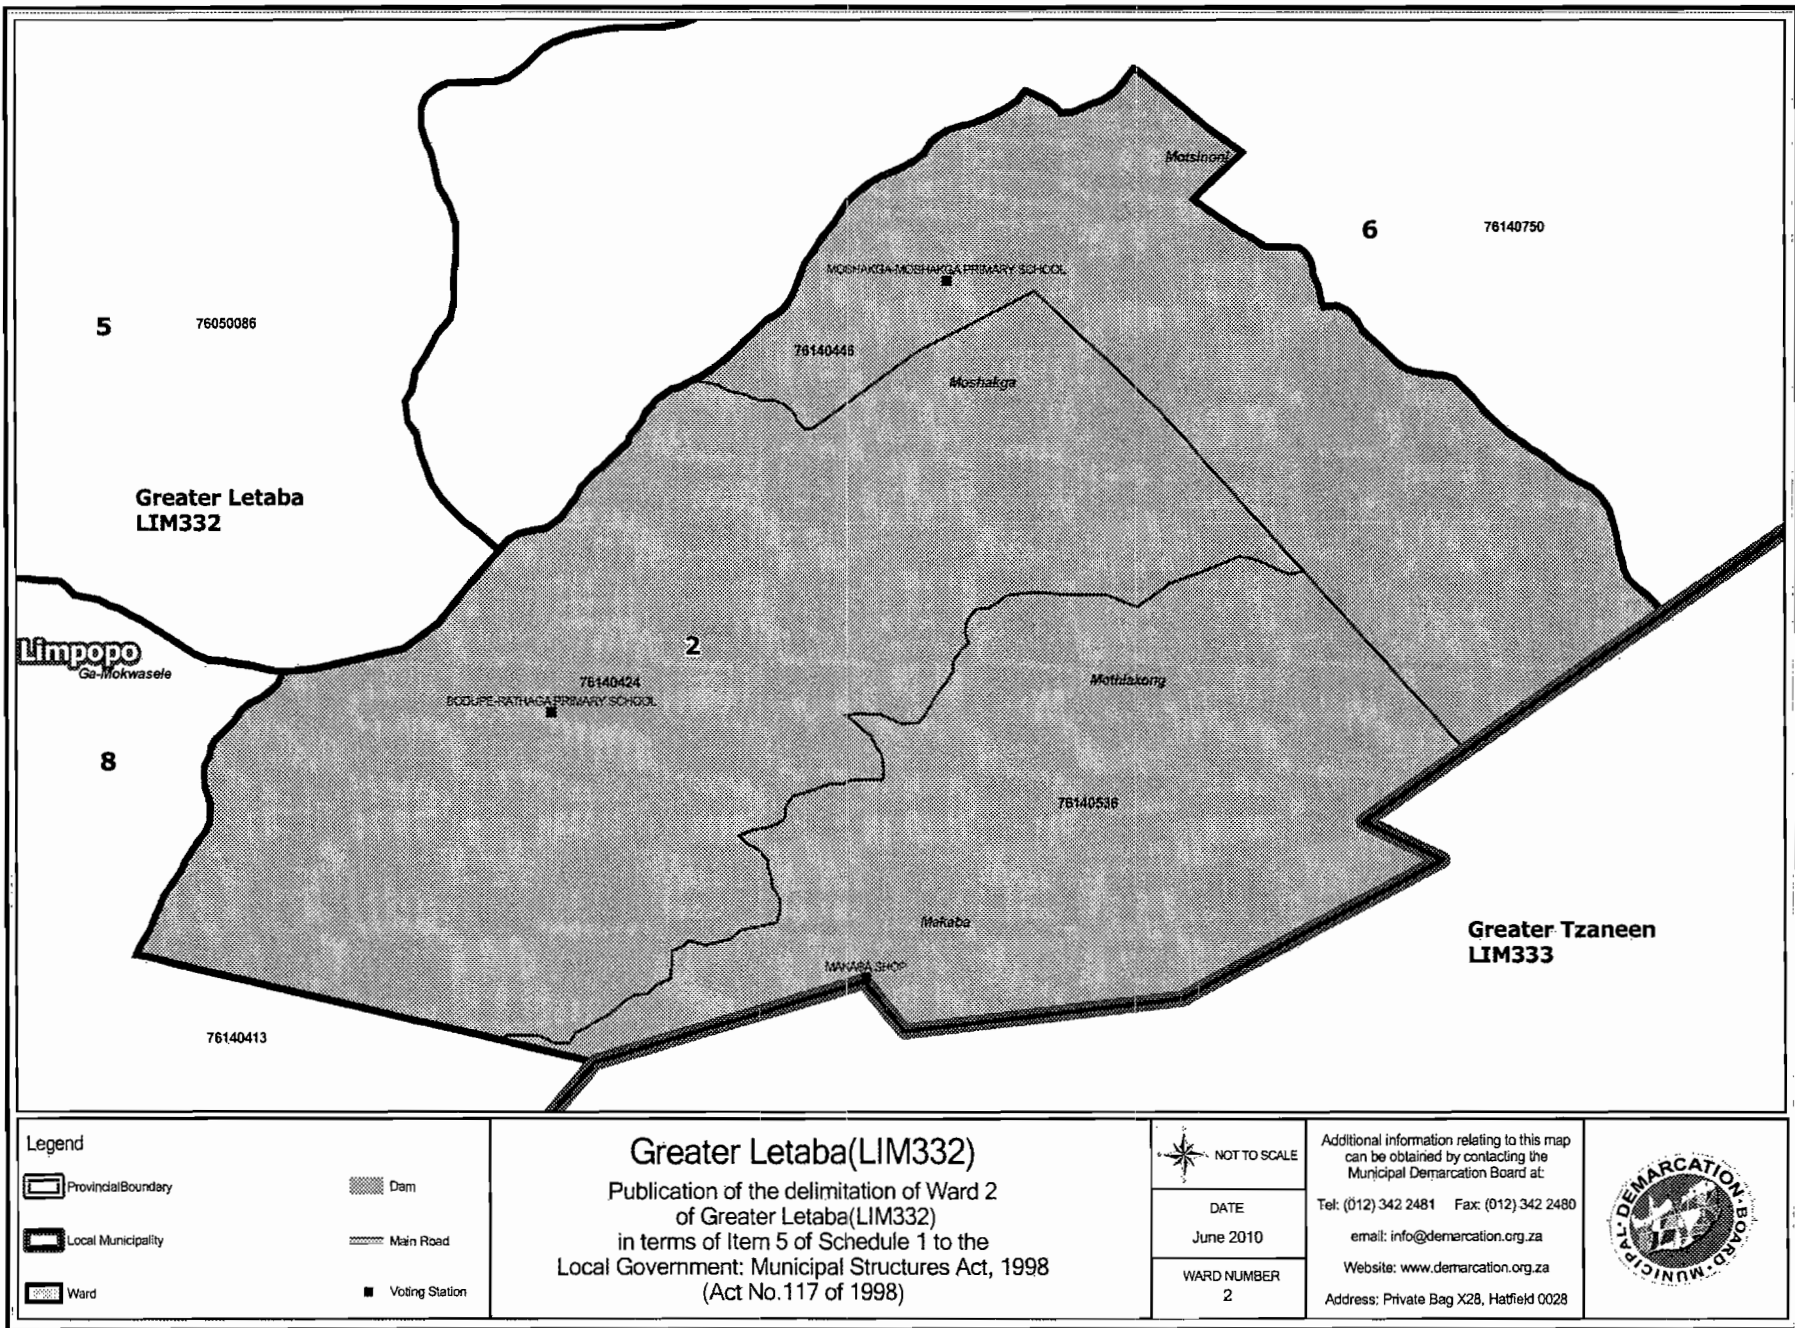 Motsinoni
6
76140750
MOSHAKGA-MOSHAKGA PRIMARY SCHOOL
5
76050086
76140446
Moshakga
Greater Letaba
LIM332
Limpopo
Ga-Mokwasele
2
76140424
BODUPE-RATHAGA PRIMARY SCHOOL
Mothlakong
8
76140536
Makaba
MAKABA SHOP
Greater Tzaneen
LIM333
76140413
Legend
Provincial Boundary
Local Municipality
Ward
Dam
Main Road
Voting Station
Greater Letaba(LIM332)
Publication of the delimitation of Ward 2
of Greater Letaba(LIM332)
in terms of Item 5 of Schedule 1 to the
Local Government: Municipal Structures Act, 1998
(Act No.117 of 1998)
NOT TO SCALE
DATE
June 2010
WARD NUMBER
2
Additional information relating to this map
can be obtained by contacting the
Municipal Demarcation Board at:
Tel: (012) 342 2481 Fax: (012) 342 2480
email: info@demarcation.org.za
Website: www.demarcation.org.za
Address: Private Bag X28, Hatfield 0028
MUNICIPAL · DEMARCATION · BOARD ·